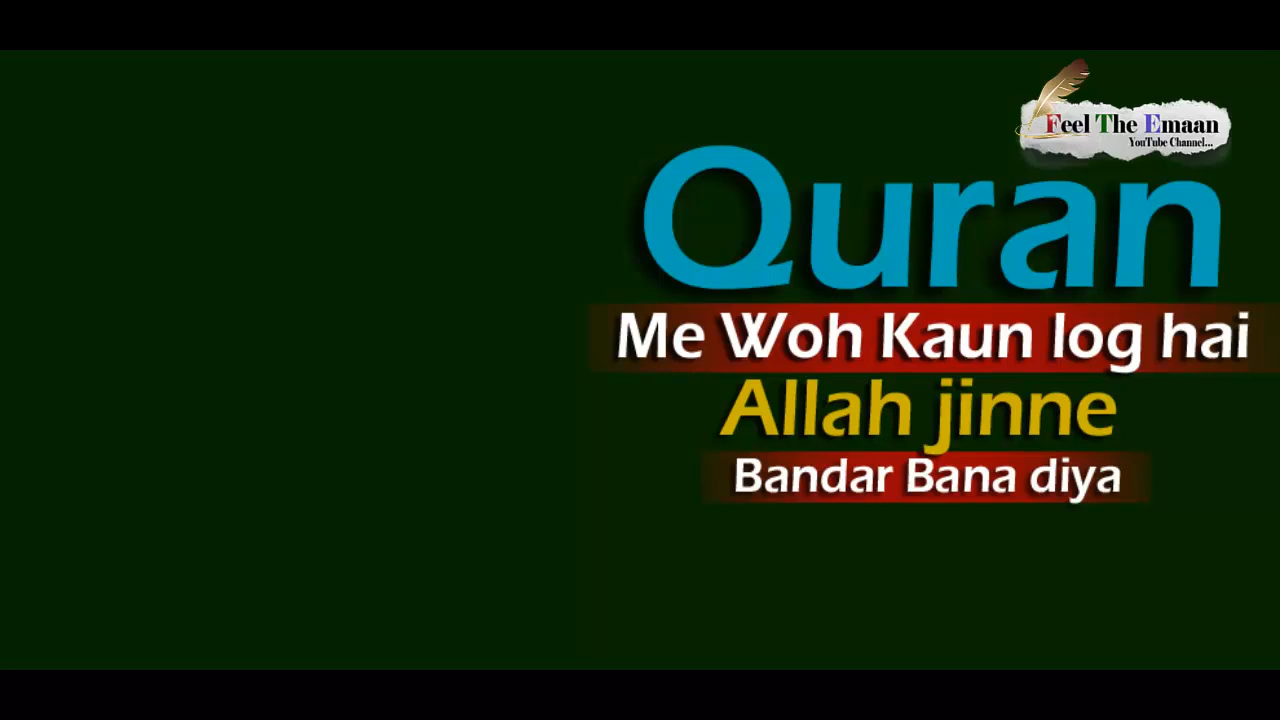 Feel The Emaan
YouTube Channel...
Quran
Me Woh Kaun log hai
Allah jinne
Bandar Bana diya